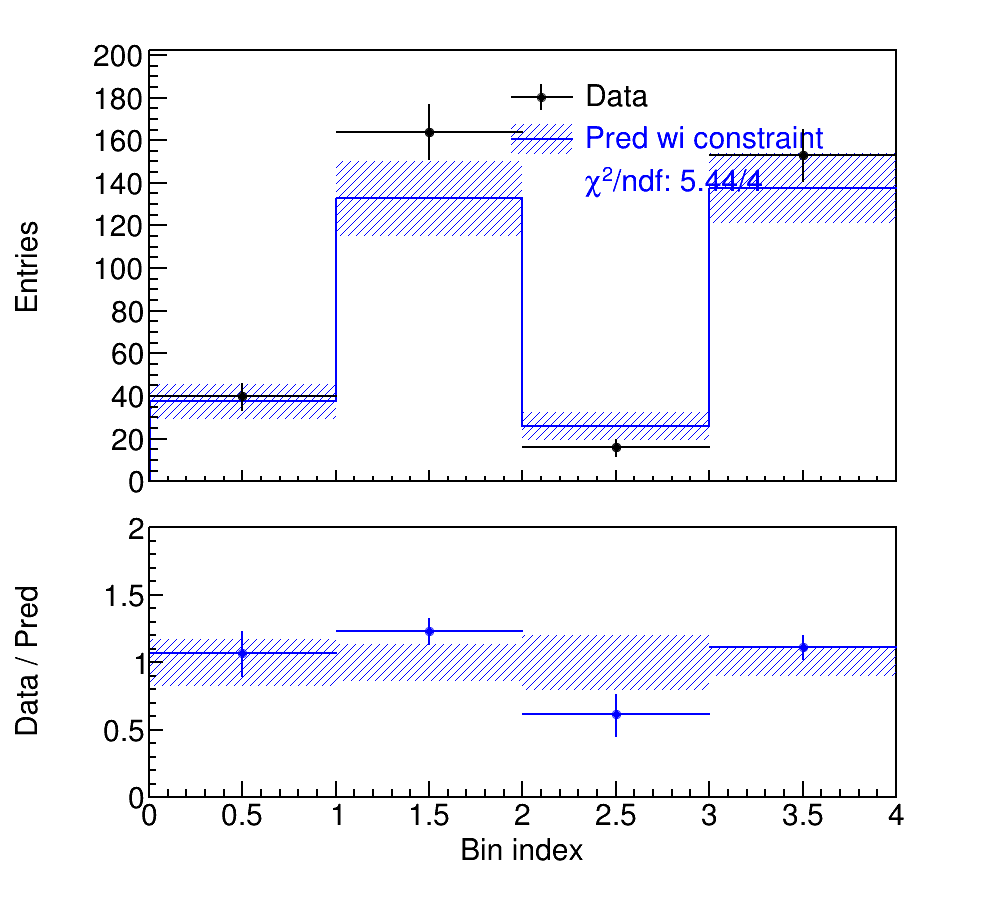 200
180
160
140
120
100
80
60
40
20
0
Entries
Data
Pred wi constraint
χ²/ndf: 5.44/4
2
1.5
1
0.5
0
Data / Pred
0 0.5 1 1.5 2 2.5 3 3.5 4
Bin index